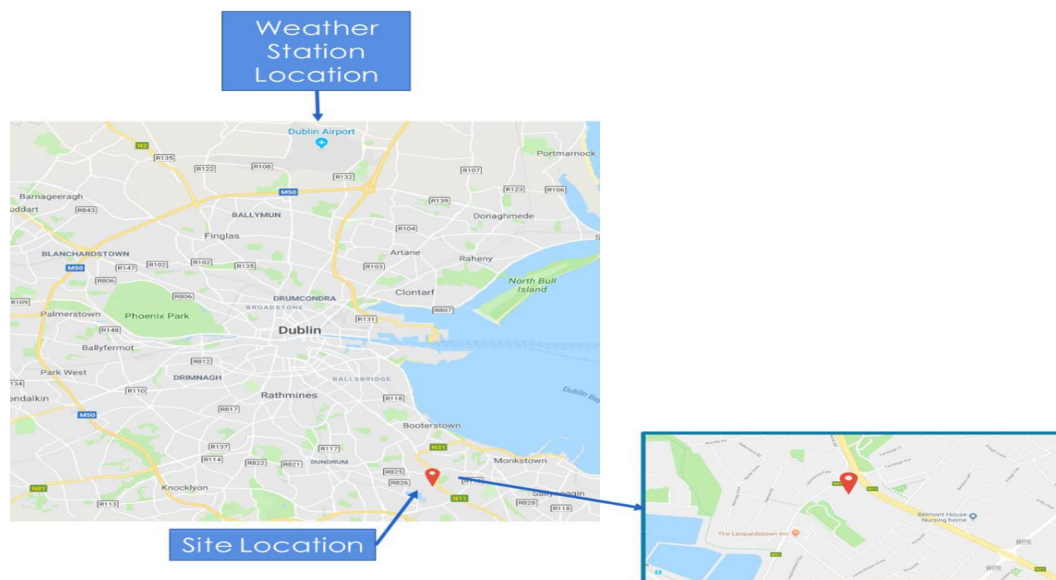 Weather
Station
Location
Dublin Airport
N2
R135
R122
R108
R132
Portmarnock
R107
R123
R106
M50
Barnageeragh
uddart
R843
R139
BALLYMUN
Donaghmede
Finglas
R104
BLANCHARDSTOWN
Artane
Raheny
M50
R147
R102
R102
R135
R103
R806
North Bull
Island
R806
DRUMCONDRA
Clontarf
R109
BROADSTONE
R807
Palmerstown
Phoenix Park
R131
R148
Dublin
Ballyfermot
R812
Park West
DRIMNAGH
BALLSBRIDGE
134
R110
Dublin Bay
ondalkin
Rathmines
R118
R817
M50
Booterstown
R137
R117
N31
R114
R822
R821
DUNDRUM
R825
Monkstown
R826
N81
Knocklyon
Sallynoggin
R113
N11
R828
R118
Site Location
Belmont House
Nursing home
The Leopardstown Inn